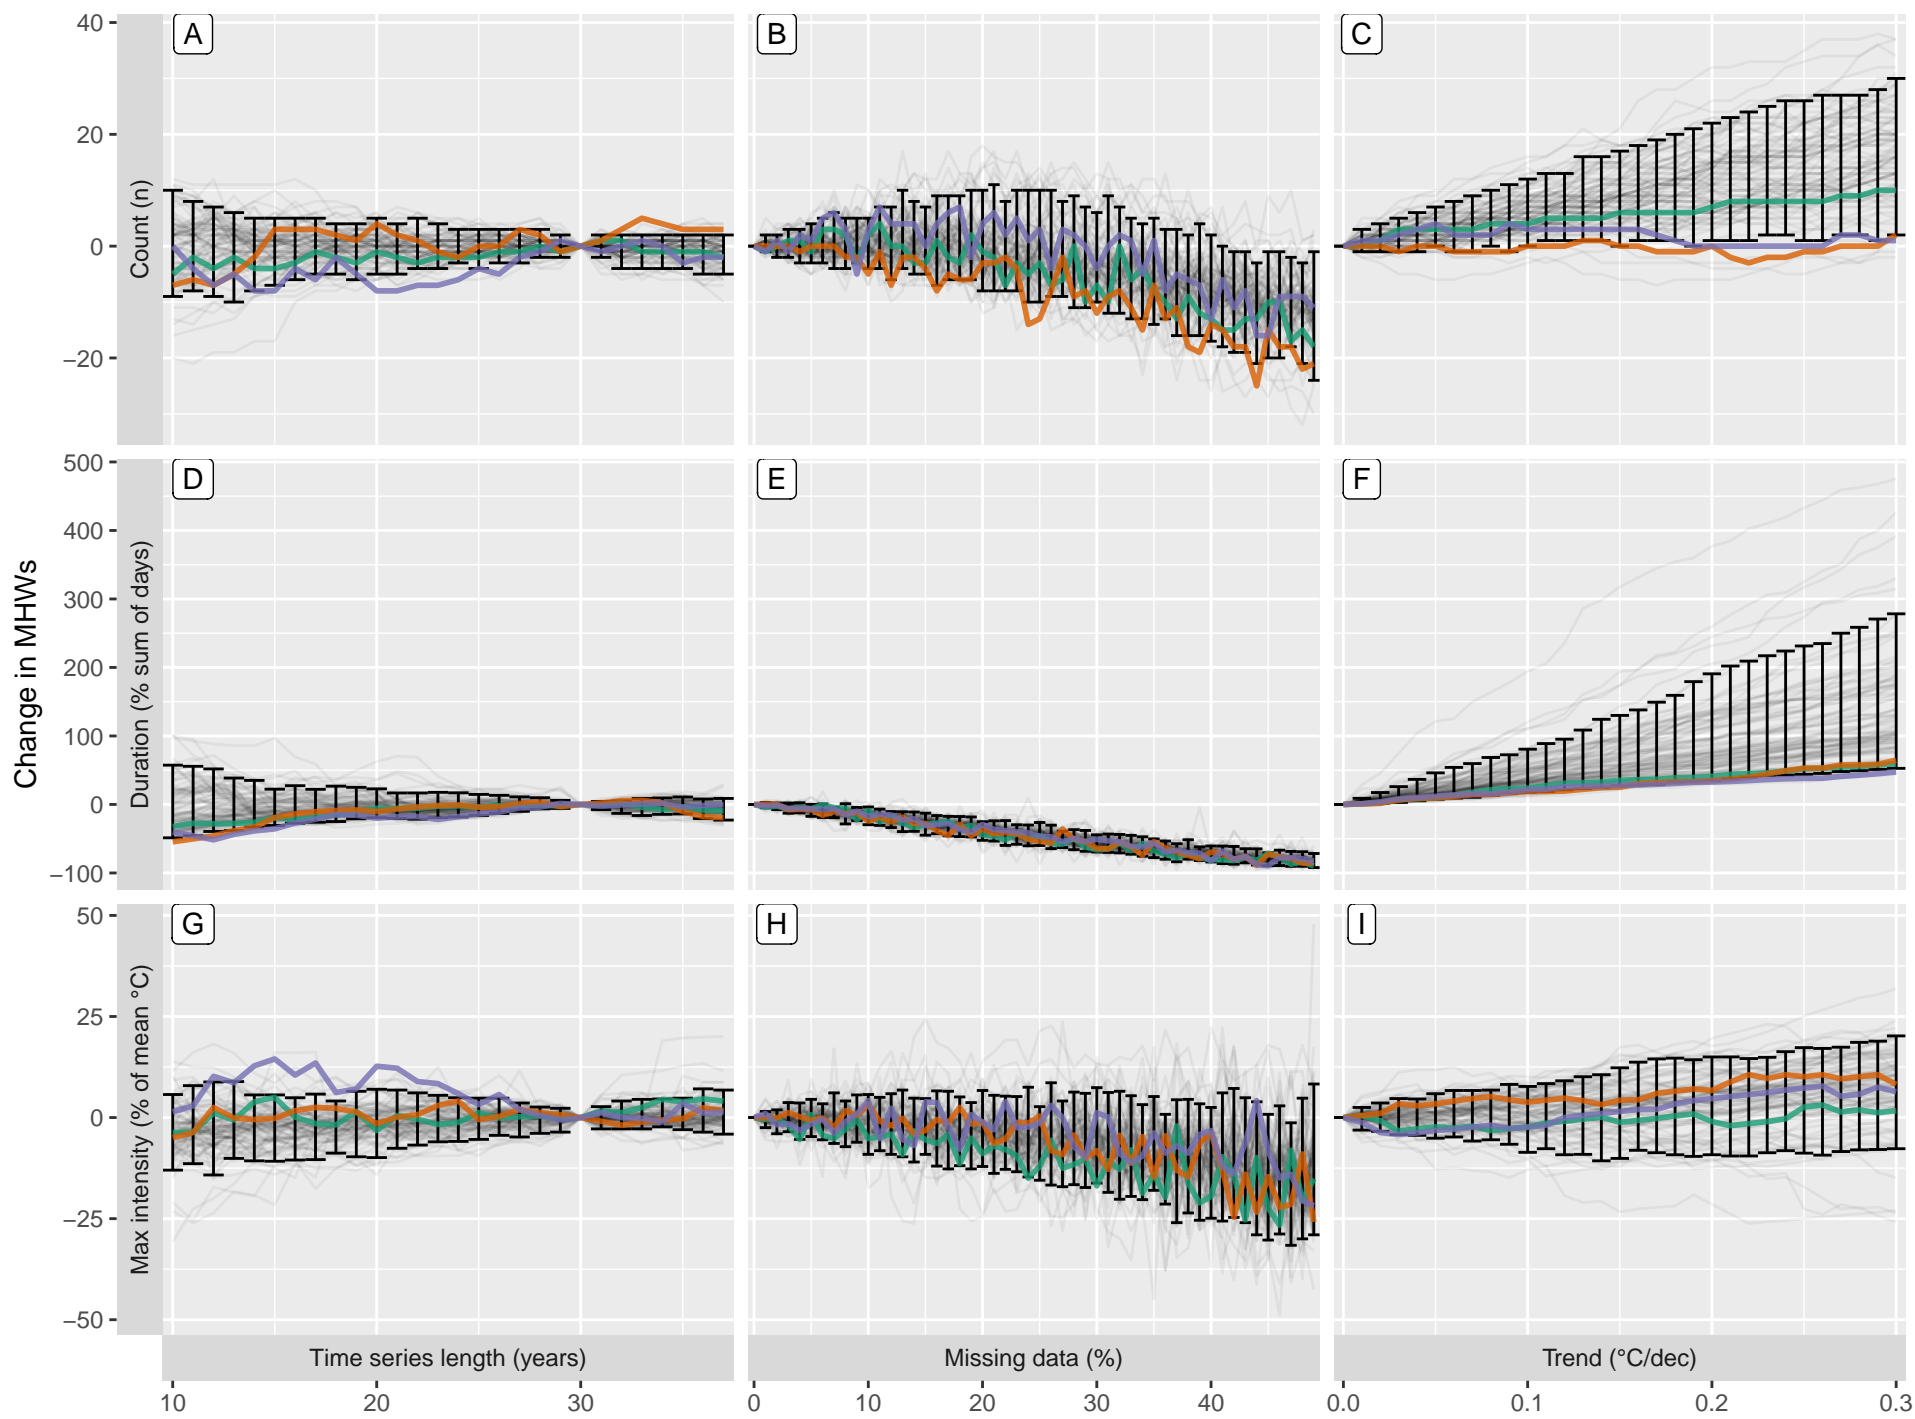 A
B
C
40
20
0
−20
Count (n)
D
E
F
500
400
300
200
100
0
−100
Duration (% sum of days)
Change in MHWs
G
H
I
50
25
0
−25
−50
Max intensity (% of mean °C)
Time series length (years)
Missing data (%)
Trend (°C/dec)
10 20 30
0 10 20 30 40
0.0 0.1 0.2 0.3